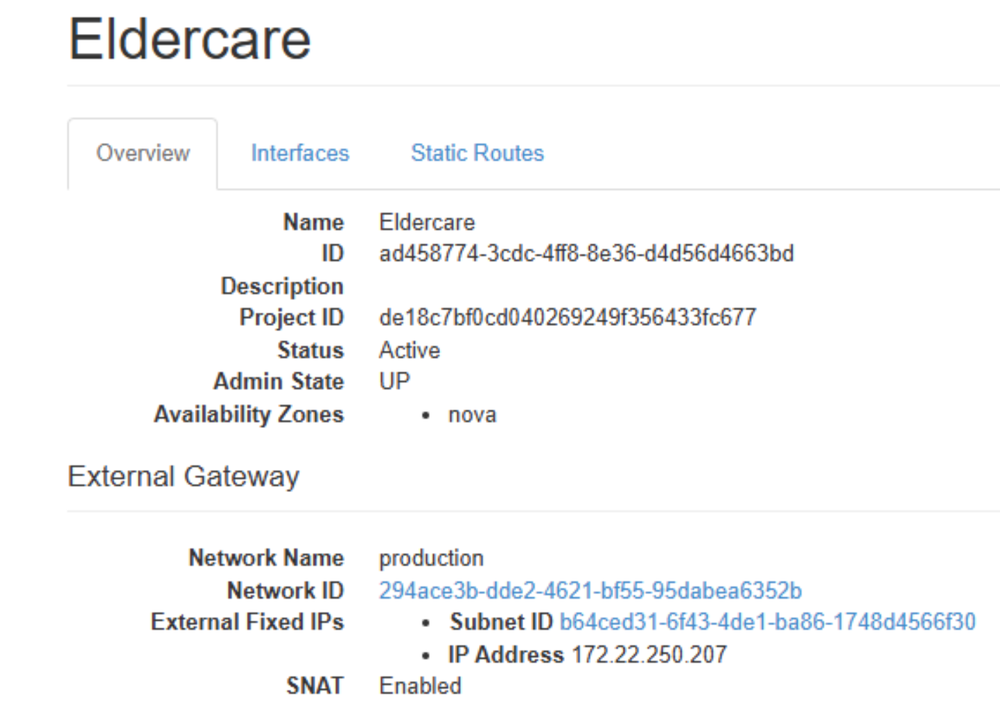 Eldercare
Overview Interfaces Static Routes
Name Eldercare
ID ad458774-3cdc-4ff8-8e36-d4d56d4663bd
Description
Project ID de18c7bf0cd040269249f356433fc677
Status Active
Admin State UP
Availability Zones • nova
External Gateway
Network Name production
Network ID 294ace3b-dde2-4621-bf55-95dabea6352b
External Fixed IPs • Subnet ID b64ced31-6f43-4de1-ba86-1748d4566f30
• IP Address 172.22.250.207
SNAT Enabled